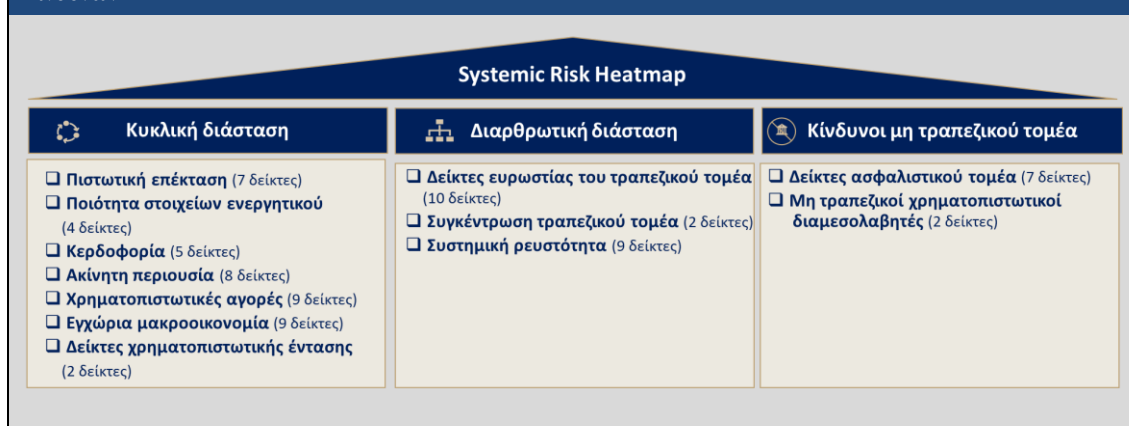 Systemic Risk Heatmap
Κυκλική διάσταση
❑ Πιστωτική επέκταση (7 δείκτες)
❑ Ποιότητα στοιχείων ενεργητικού
(4 δείκτες)
❑ Κερδοφορία (5 δείκτες)
❑ Ακίνητη περιουσία (8 δείκτες)
❑ Χρηματοπιστωτικές αγορές (9 δείκτες)
❑ Εγχώρια μακροοικονομία (9 δείκτες)
❑ Δείκτες χρηματοπιστωτικής έντασης
(2 δείκτες)
Διαρθρωτική διάσταση
❑ Δείκτες ευρωστίας του τραπεζικού τομέα
(10 δείκτες)
❑ Συγκέντρωση τραπεζικού τομέα (2 δείκτες)
❑ Συστημική ρευστότητα (9 δείκτες)
Κίνδυνοι μη τραπεζικού τομέα
❑ Δείκτες ασφαλιστικού τομέα (7 δείκτες)
❑ Μη τραπεζικοί χρηματοπιστωτικοί
διαμεσολαβητές (2 δείκτες)